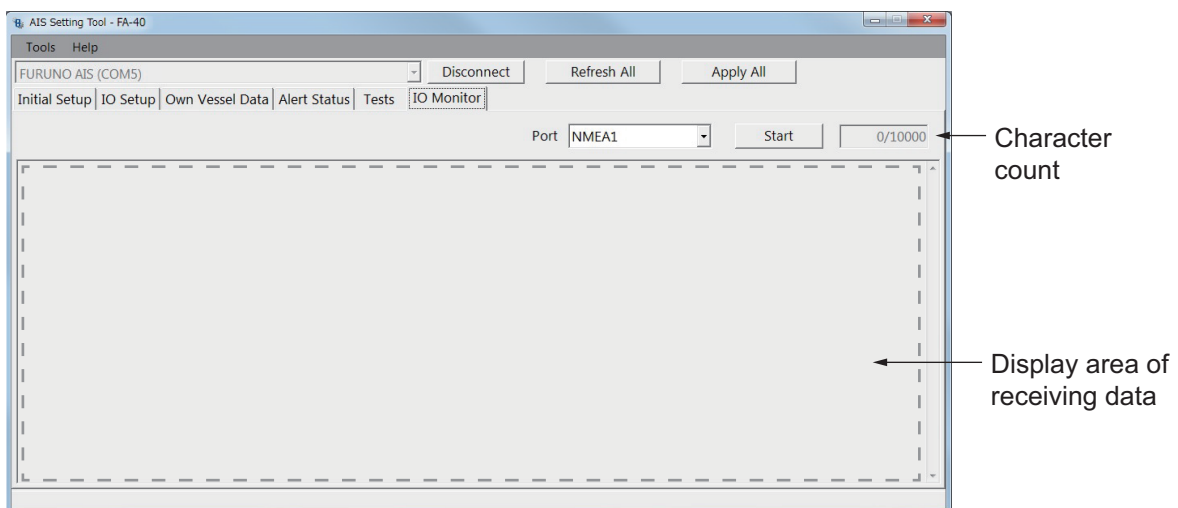 AIS Setting Tool - FA-40
Tools Help
FURUNO AIS (COM5) Disconnect Refresh All Apply All
Initial Setup IO Setup Own Vessel Data Alert Status Tests IO Monitor
Port NMEA1 Start 0/10000
Character
count
Display area of
receiving data